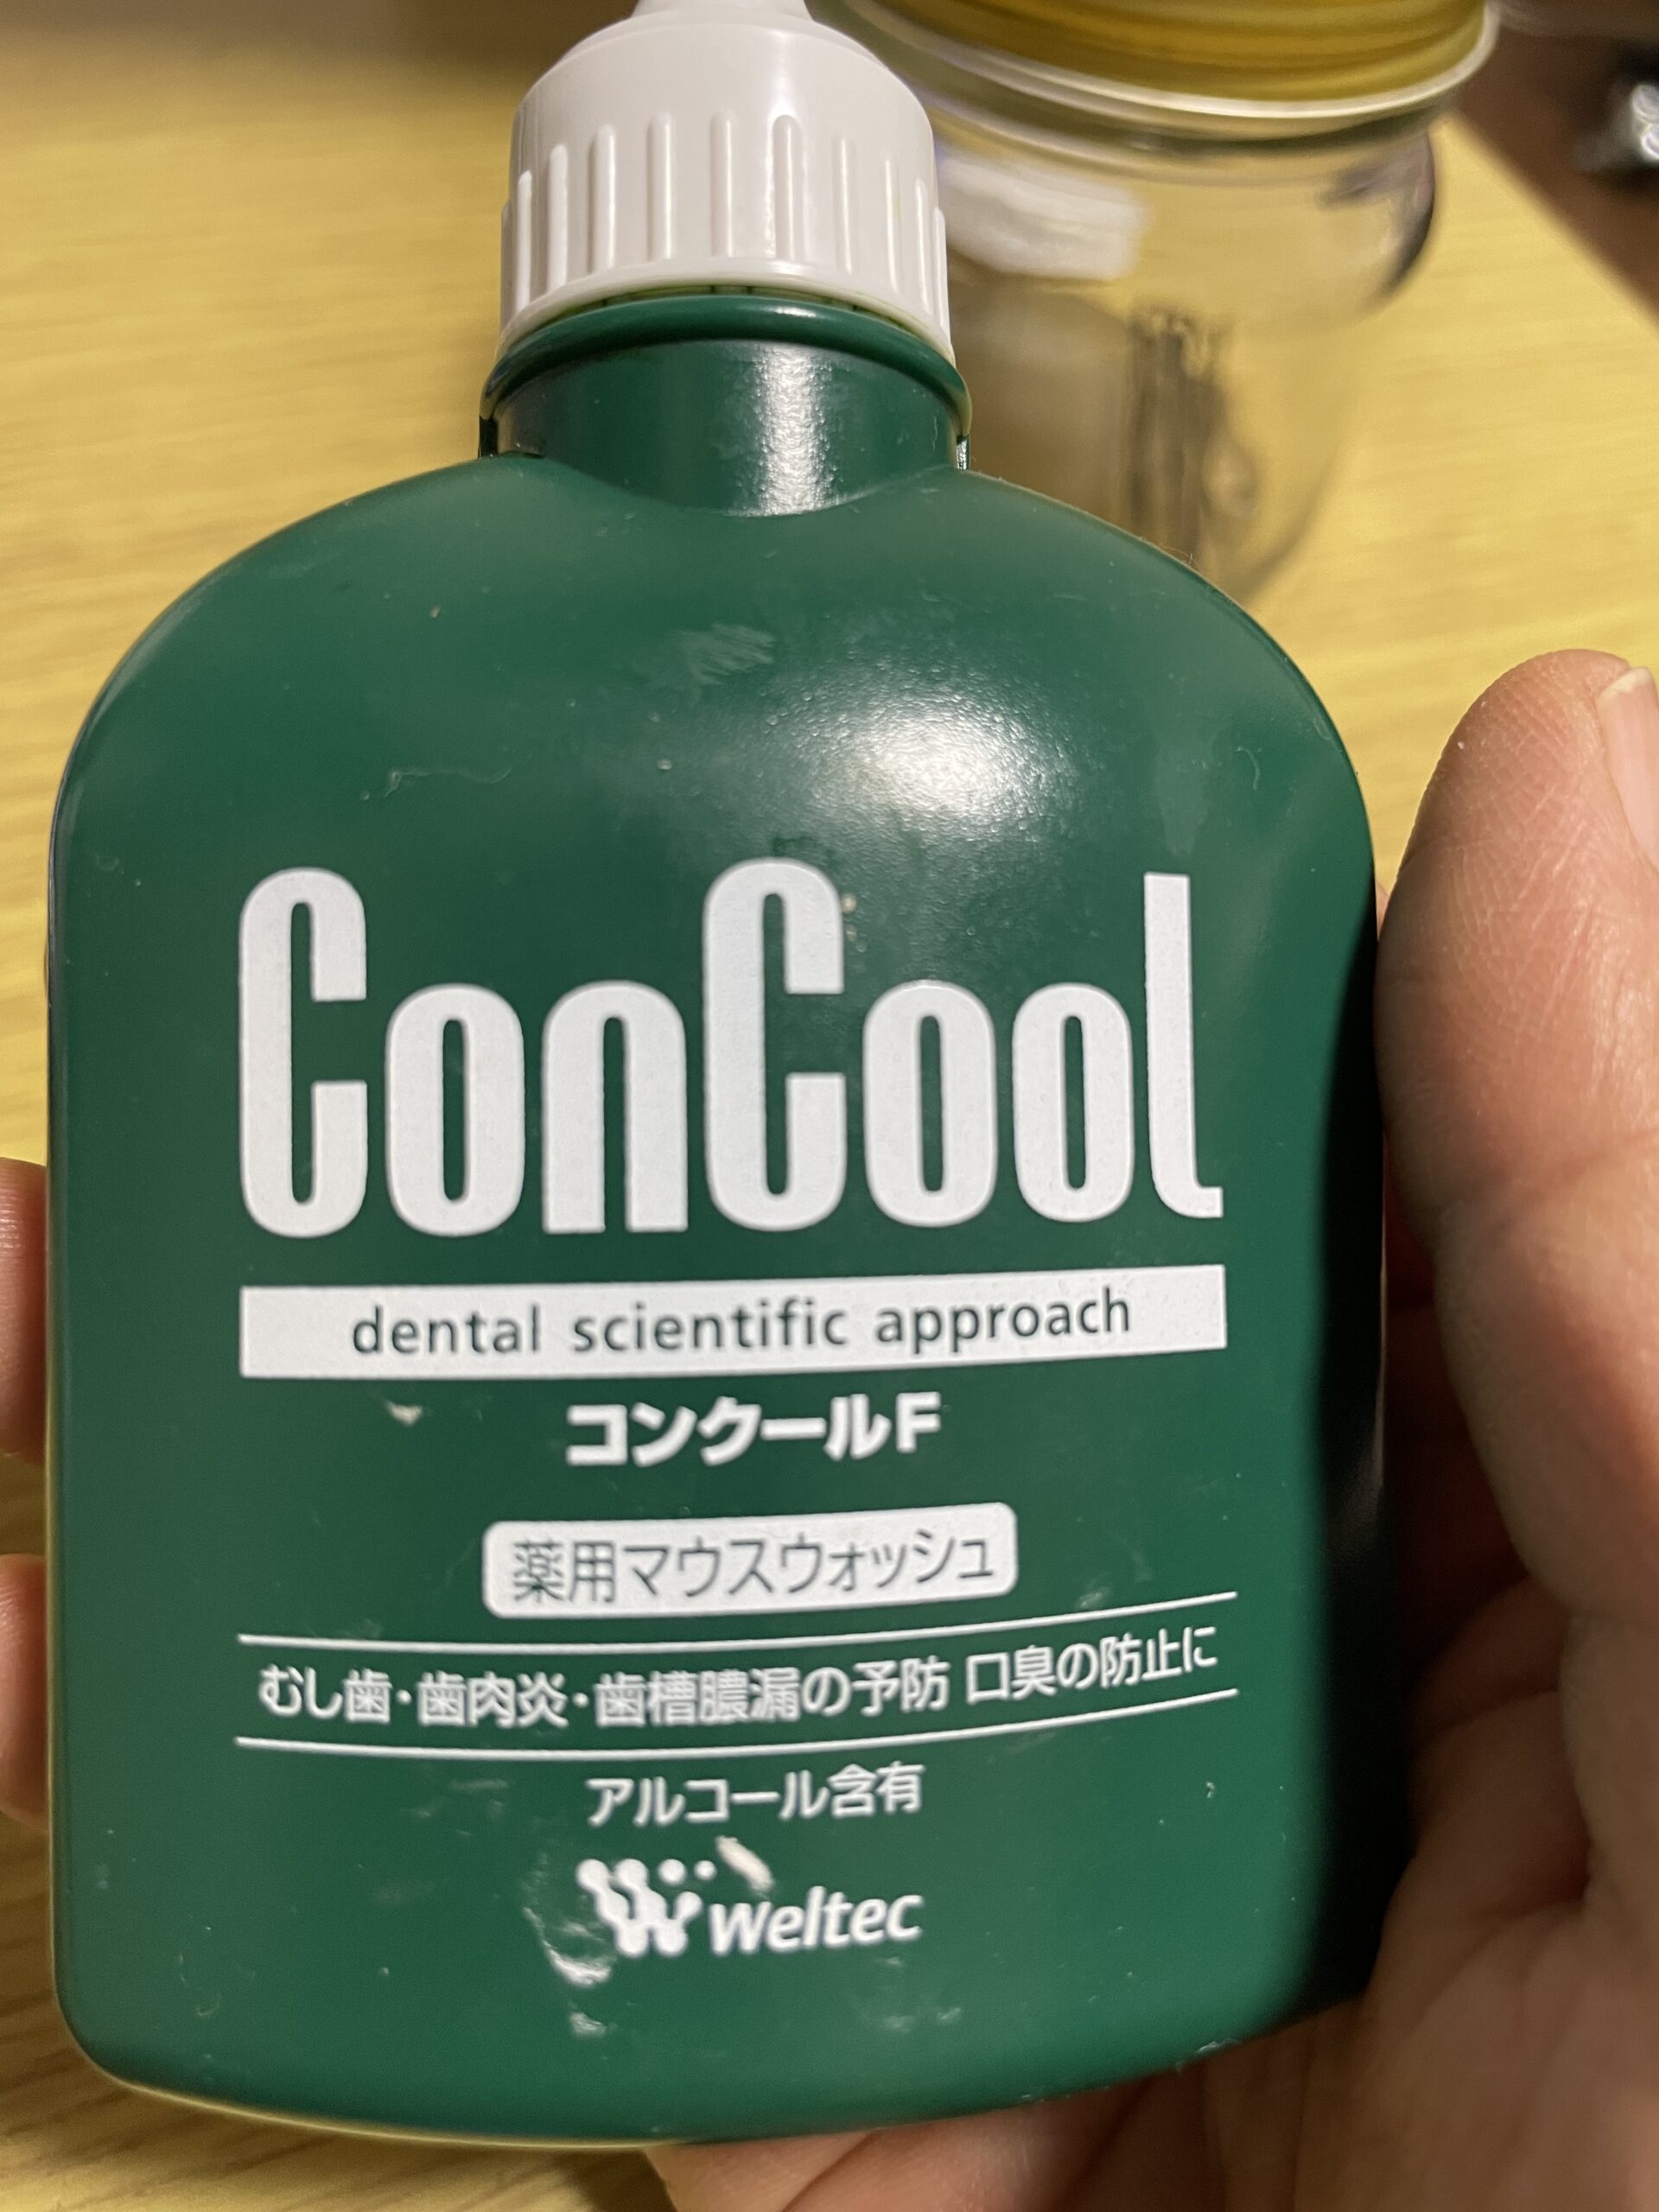 ConCool
dental scientific approach
コンクールF
薬用マウスウォッシュ
むし歯・歯肉炎・歯槽膿漏の予防 口臭の防止に
アルコール含有
weltec